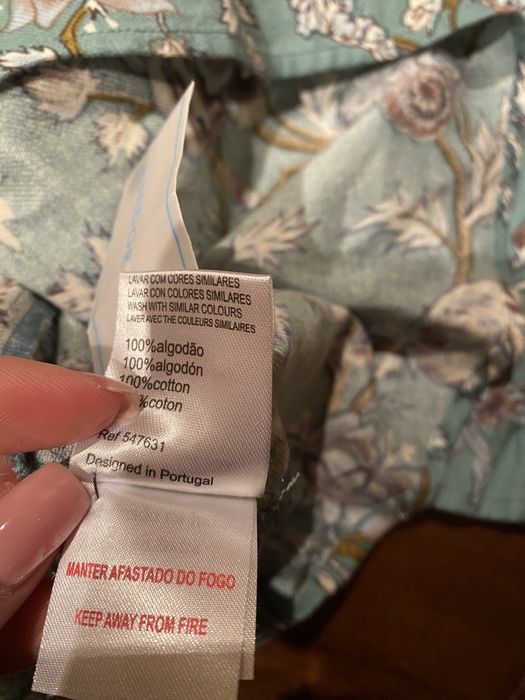 LAVAR COM CORES SIMILARES
LAVAR CON COLORES SIMILARES
WASH WITH SIMILAR COLOURS
LAVER AVEC THE COULEURS SIMILAIRES
100%algodão
100%algodón
100%cotton
%coton
Ref 547631
Designed in Portugal
MANTER AFASTADO DO FOGO
KEEP AWAY FROM FIRE